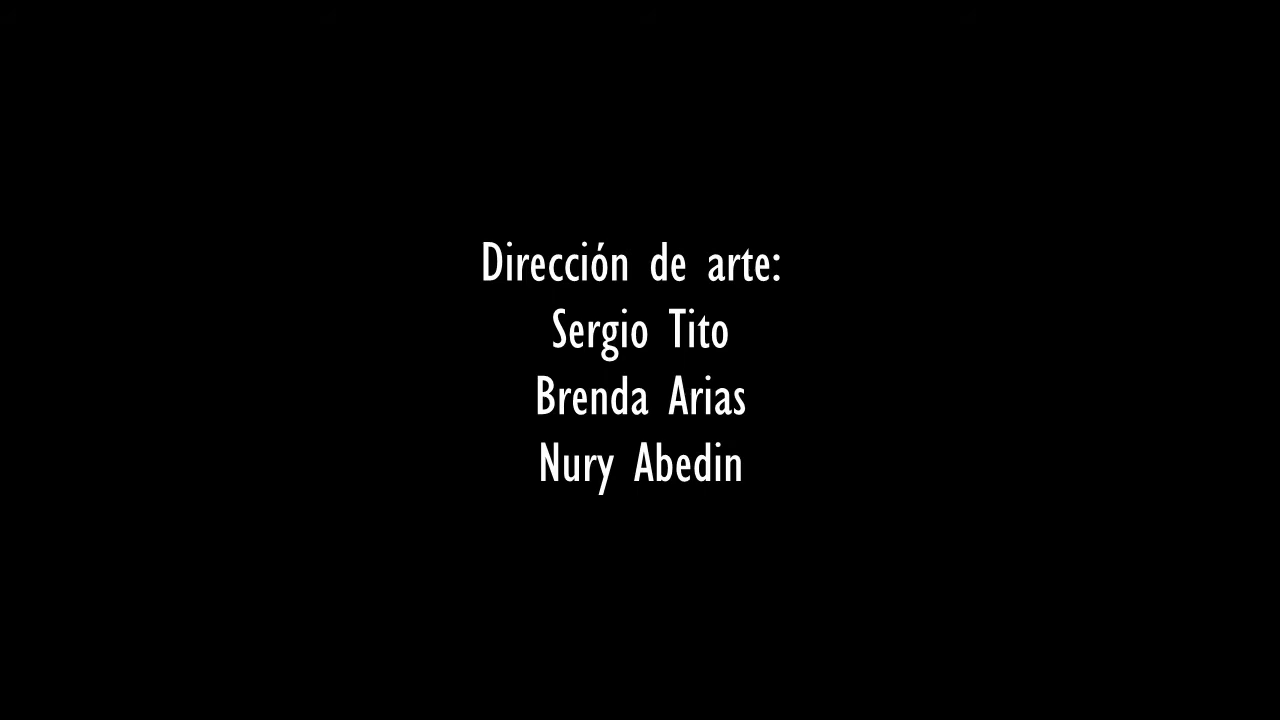 Dirección de arte:
Sergio Tito
Brenda Arias
Nury Abedin